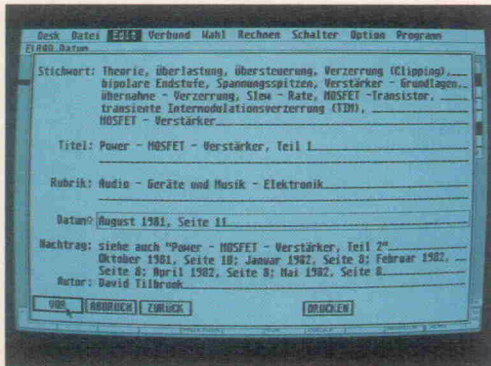 Desk Datei Edit Verbund Wahl Rechnen Schalter Option Programm
ELRAD.Datum
Stichwort: Theorie, Überlastung, Übersteuerung, Verzerrung (Clipping),
bipolare Endstufe, Spannungsspitzen, Verstärker - Grundlagen,
Übernahme - Verzerrung, Slew - Rate, MOSFET -Transistor,
transiente Intermodulationsverzerrung (TIM),
MOSFET - Verstärker
Titel: Power - MOSFET - Verstärker, Teil 1
Rubrik: Audio - Geräte und Musik - Elektronik
Datum◊ August 1981, Seite 11
Nachtrag: siehe auch "Power - MOSFET - Verstärker, Teil 2"
Oktober 1981, Seite 10; Januar 1982, Seite 8; Februar 1982,
Seite 8; April 1982, Seite 8; Mai 1982, Seite 8
Autor: David Tilbrook
VOR ABBRUCH ZURÜCK DRUCKEN